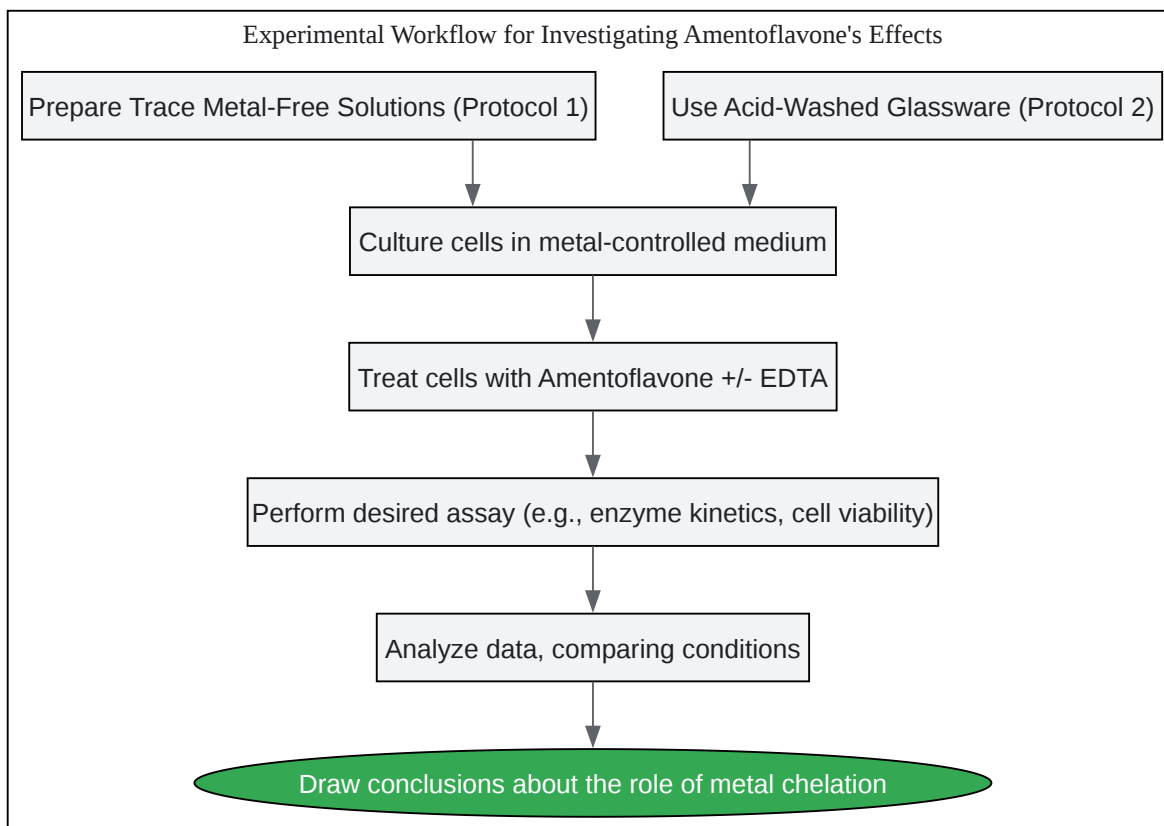 Experimental Workflow for Investigating Amentoflavone's Effects
Prepare Trace Metal-Free Solutions (Protocol 1)
Use Acid-Washed Glassware (Protocol 2)
Culture cells in metal-controlled medium
Treat cells with Amentoflavone +/- EDTA
Perform desired assay (e.g., enzyme kinetics, cell viability)
Analyze data, comparing conditions
Draw conclusions about the role of metal chelation